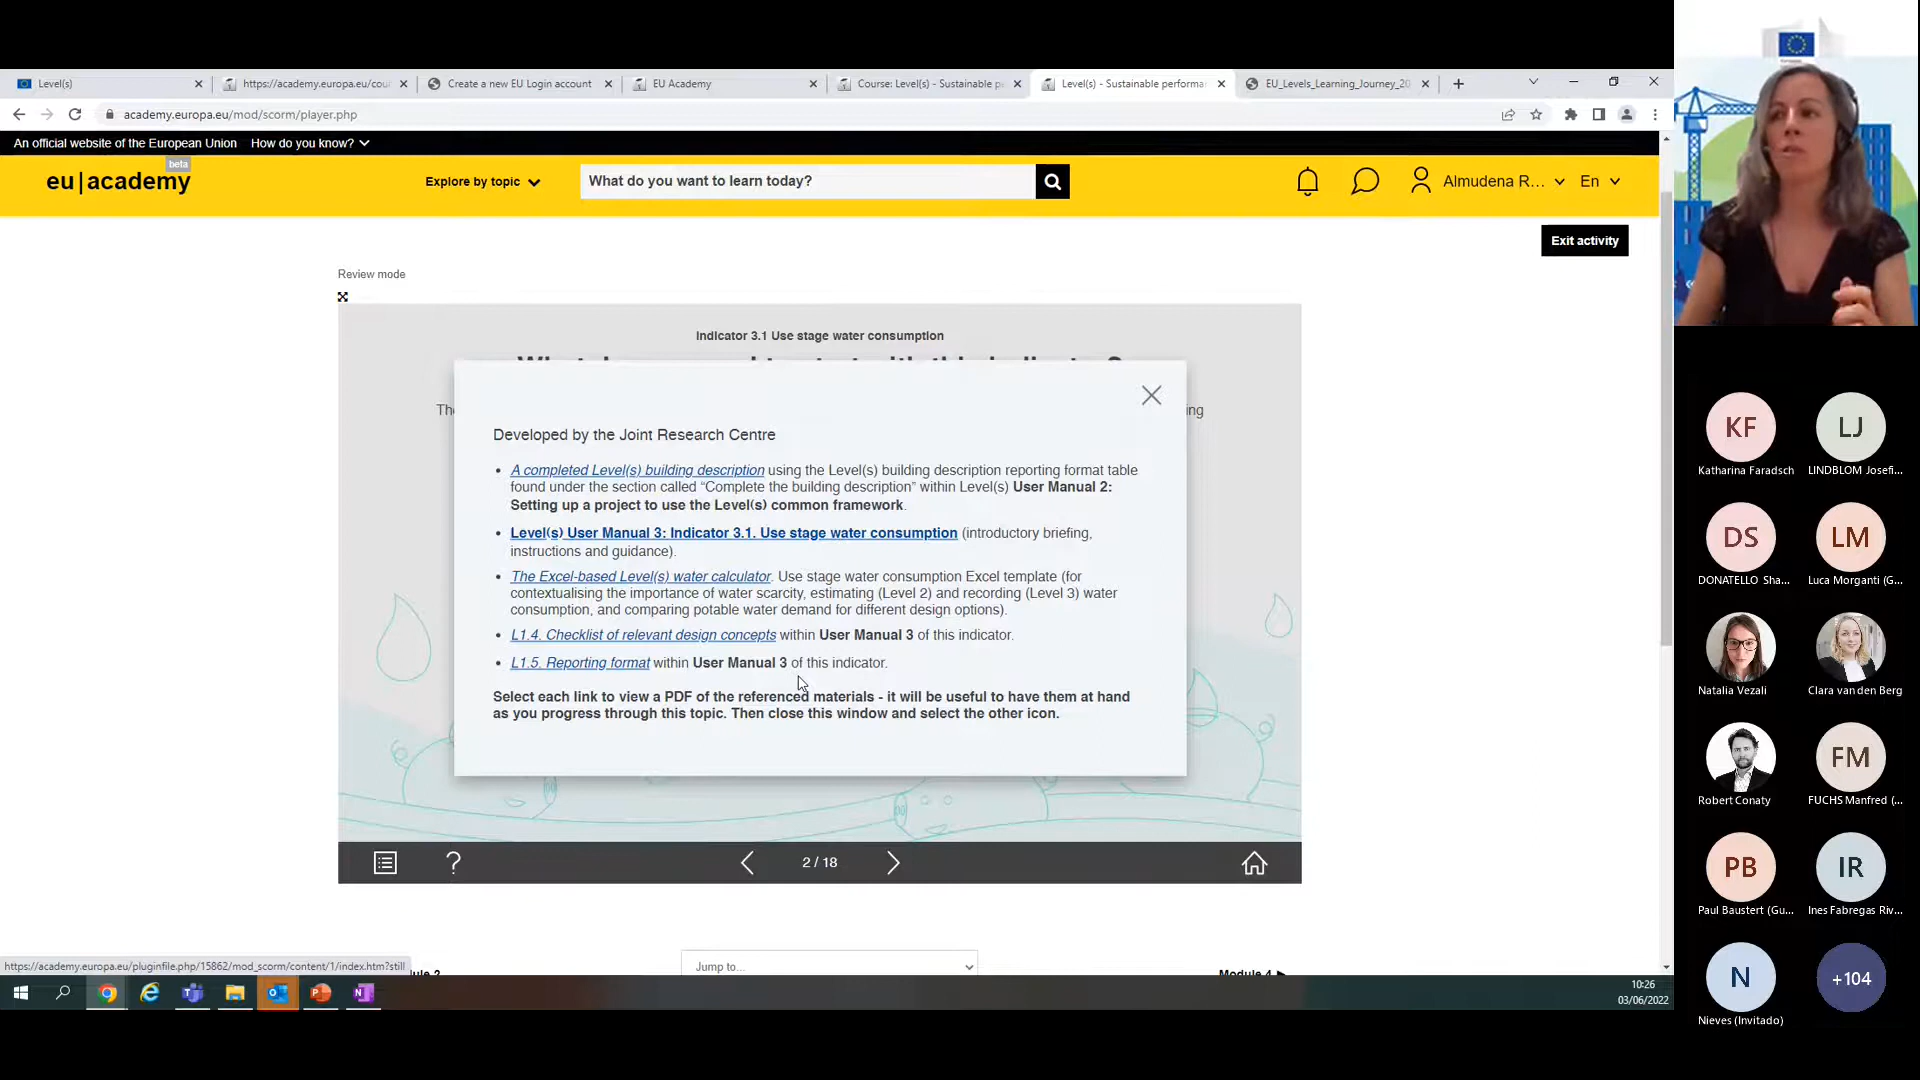 Level(s)
https://academy.europa.eu/cou
Create a new EU Login account
EU Academy
Course: Level(s) - Sustainable pe
Level(s) - Sustainable performa
EU_Levels_Learning_Journey_20
academy.europa.eu/mod/scorm/player.php
An official website of the European Union How do you know?
beta
eu|academy
Explore by topic
What do you want to learn today?
Almudena R...
En
Exit activity
Review mode
Indicator 3.1 Use stage water consumption
Developed by the Joint Research Centre
• A completed Level(s) building description using the Level(s) building description reporting format table
found under the section called “Complete the building description” within Level(s) User Manual 2:
Setting up a project to use the Level(s) common framework.
• Level(s) User Manual 3: Indicator 3.1. Use stage water consumption (introductory briefing,
instructions and guidance).
• The Excel-based Level(s) water calculator. Use stage water consumption Excel template (for
contextualising the importance of water scarcity, estimating (Level 2) and recording (Level 3) water
consumption, and comparing potable water demand for different design options).
• L1.4. Checklist of relevant design concepts within User Manual 3 of this indicator.
• L1.5. Reporting format within User Manual 3 of this indicator.
Select each link to view a PDF of the referenced materials - it will be useful to have them at hand
as you progress through this topic. Then close this window and select the other icon.
?
2 / 18
https://academy.europa.eu/pluginfile.php/15862/mod_scorm/content/1/index.htm?still
Jump to...
Module 4
10:26
03/06/2022
KF
Katharina Faradsch
LJ
LINDBLOM Josefi...
DS
DONATELLO Sha...
LM
Luca Morganti (G...
Natalia Vezali
Clara van den Berg
Robert Conaty
FM
FUCHS Manfred (...
PB
Paul Baustert (Gu...
IR
Ines Fabregas Riv...
N
Nieves (Invitado)
+104